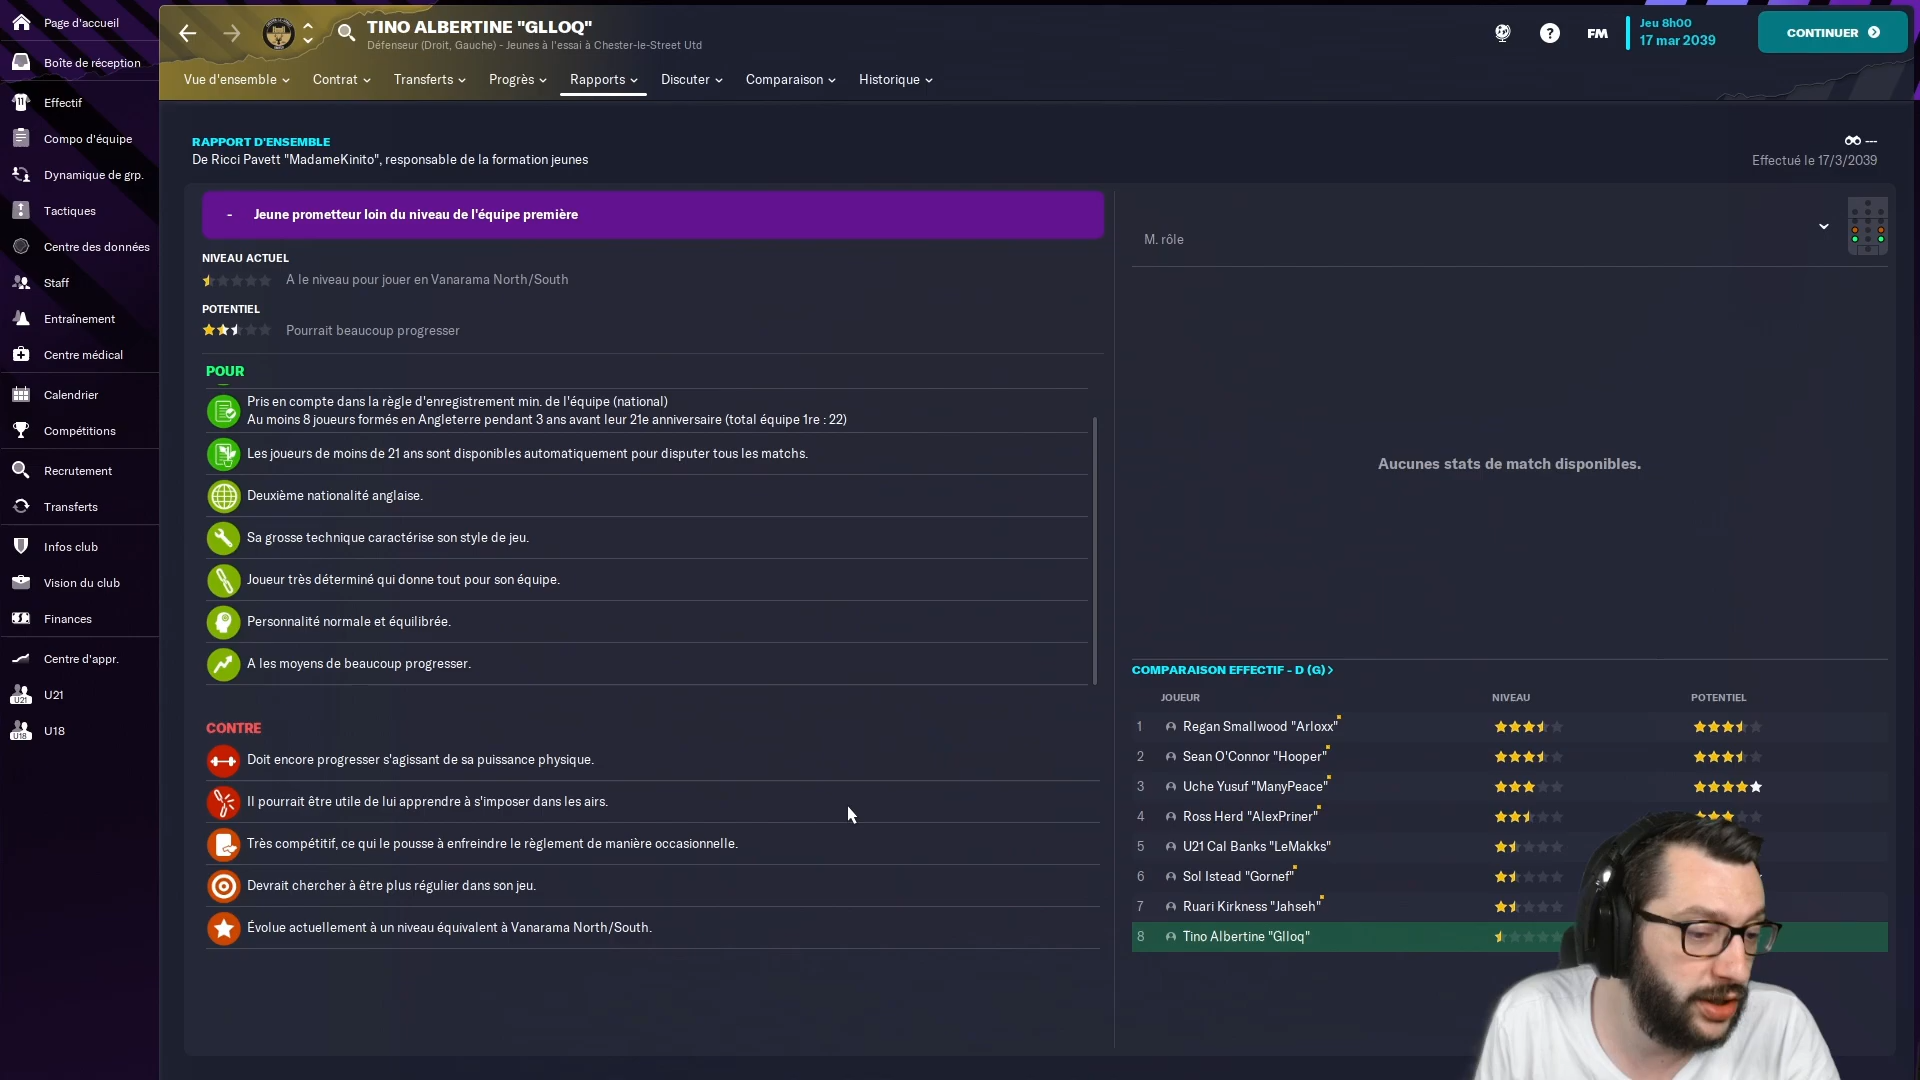 Page d'accueil
Boîte de réception
Effectif
Compo d'équipe
Dynamique de grp.
Tactiques
Centre des données
Staff
Entraînement
Centre médical
Calendrier
Compétitions
Recrutement
Transferts
Infos club
Vision du club
Finances
Centre d'appr.
U21
U18
TINO ALBERTINE "GLLOQ"
Défenseur (Droit, Gauche) - Jeunes à l'essai à Chester-le-Street Utd
FM
Jeu 8h00
17 mar 2039
CONTINUER
Vue d'ensemble
Contrat
Transferts
Progrès
Rapports
Discuter
Comparaison
Historique
RAPPORT D'ENSEMBLE
De Ricci Pavett "MadameKinito", responsable de la formation jeunes
---
Effectué le 17/3/2039
- Jeune prometteur loin du niveau de l'équipe première
NIVEAU ACTUEL
A le niveau pour jouer en Vanarama North/South
POTENTIEL
Pourrait beaucoup progresser
POUR
Pris en compte dans la règle d'enregistrement min. de l'équipe (national)
Au moins 8 joueurs formés en Angleterre pendant 3 ans avant leur 21e anniversaire (total équipe 1re : 22)
Les joueurs de moins de 21 ans sont disponibles automatiquement pour disputer tous les matchs.
Deuxième nationalité anglaise.
Sa grosse technique caractérise son style de jeu.
Joueur très déterminé qui donne tout pour son équipe.
Personnalité normale et équilibrée.
A les moyens de beaucoup progresser.
CONTRE
Doit encore progresser s'agissant de sa puissance physique.
Il pourrait être utile de lui apprendre à s'imposer dans les airs.
Très compétitif, ce qui le pousse à enfreindre le règlement de manière occasionnelle.
Devrait chercher à être plus régulier dans son jeu.
Évolue actuellement à un niveau équivalent à Vanarama North/South.
M. rôle
Aucunes stats de match disponibles.
COMPARAISON EFFECTIF - D (G)
JOUEUR NIVEAU POTENTIEL
1 Regan Smallwood "Arloxx"
2 Sean O'Connor "Hooper"
3 Uche Yusuf "ManyPeace"
4 Ross Herd "AlexPriner"
5 U21 Cal Banks "LeMakks"
6 Sol Istead "Gornef"
7 Ruari Kirkness "Jahseh"
8 Tino Albertine "Glloq"